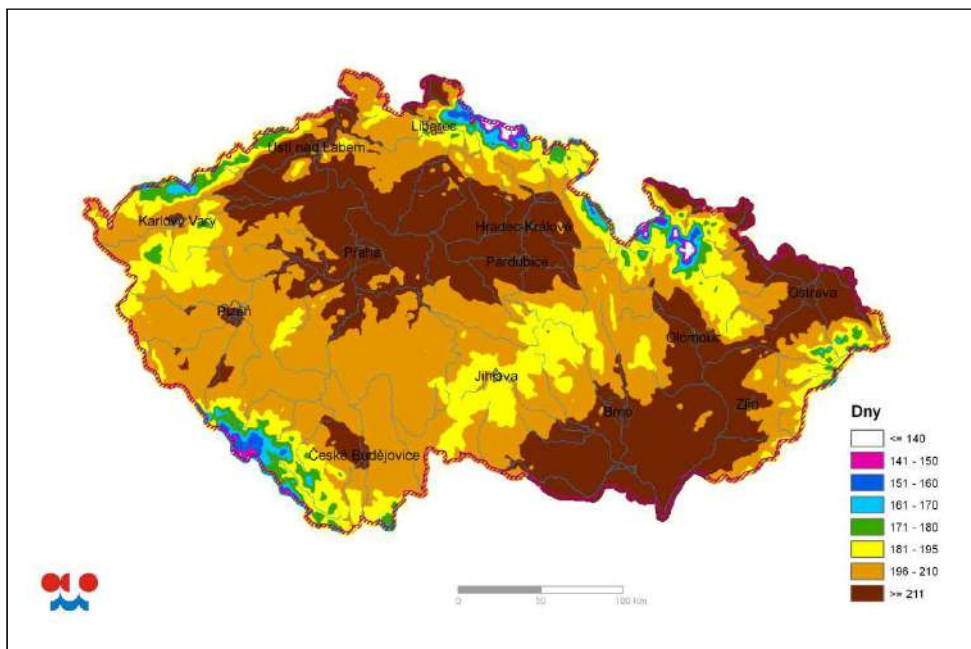 Liberec
Ústí nad Labem
Karlovy Vary
Hradec Králové
Praha
Pardubice
Ostrava
Plzeň
Olomouc
Jihlava
Zlín
Brno
České Budějovice
Dny
<= 140
141 - 150
151 - 160
161 - 170
171 - 180
181 - 195
196 - 210
>= 211
0 50 100 km